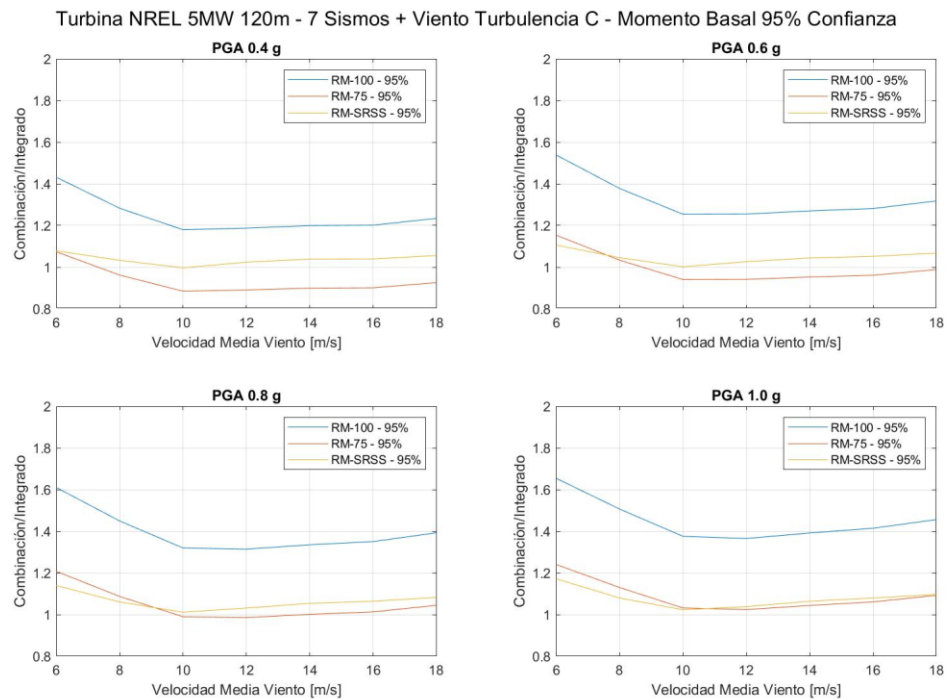 Turbina NREL 5MW 120m - 7 Sismos + Viento Turbulencia C - Momento Basal 95% Confianza
PGA 0.4 g
2
1.8
1.6
1.4
1.2
1
0.8
Combinación/Integrado
RM-100 - 95%
RM-75 - 95%
RM-SRSS - 95%
6 8 10 12 14 16 18
Velocidad Media Viento [m/s]
PGA 0.6 g
2
1.8
1.6
1.4
1.2
1
0.8
Combinación/Integrado
RM-100 - 95%
RM-75 - 95%
RM-SRSS - 95%
6 8 10 12 14 16 18
Velocidad Media Viento [m/s]
PGA 0.8 g
2
1.8
1.6
1.4
1.2
1
0.8
Combinación/Integrado
RM-100 - 95%
RM-75 - 95%
RM-SRSS - 95%
6 8 10 12 14 16 18
Velocidad Media Viento [m/s]
PGA 1.0 g
2
1.8
1.6
1.4
1.2
1
0.8
Combinación/Integrado
RM-100 - 95%
RM-75 - 95%
RM-SRSS - 95%
6 8 10 12 14 16 18
Velocidad Media Viento [m/s]